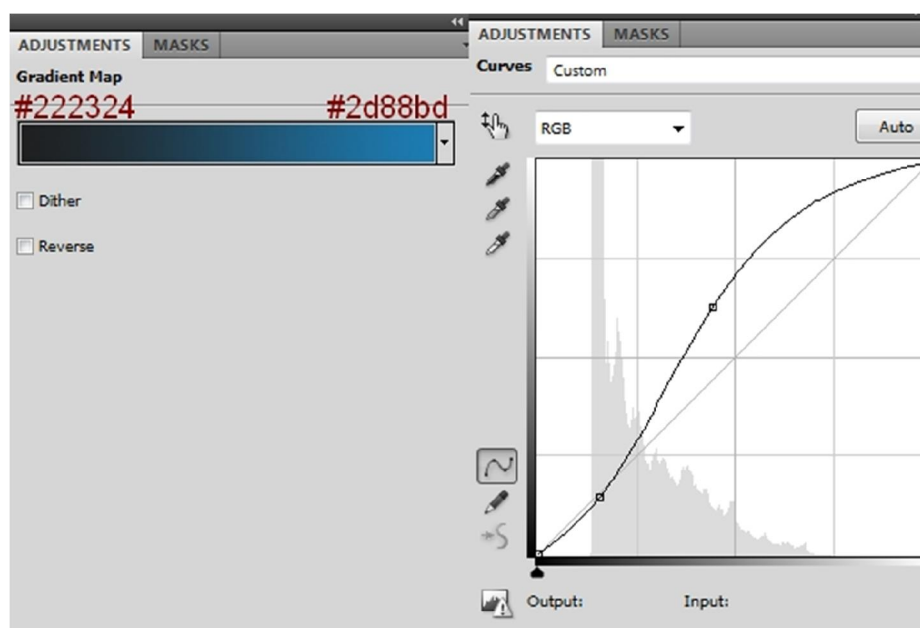 ADJUSTMENTS MASKS
Gradient Map
#222324 #2d88bd
Dither
Reverse
ADJUSTMENTS MASKS
Curves Custom
RGB Auto
Output: Input: